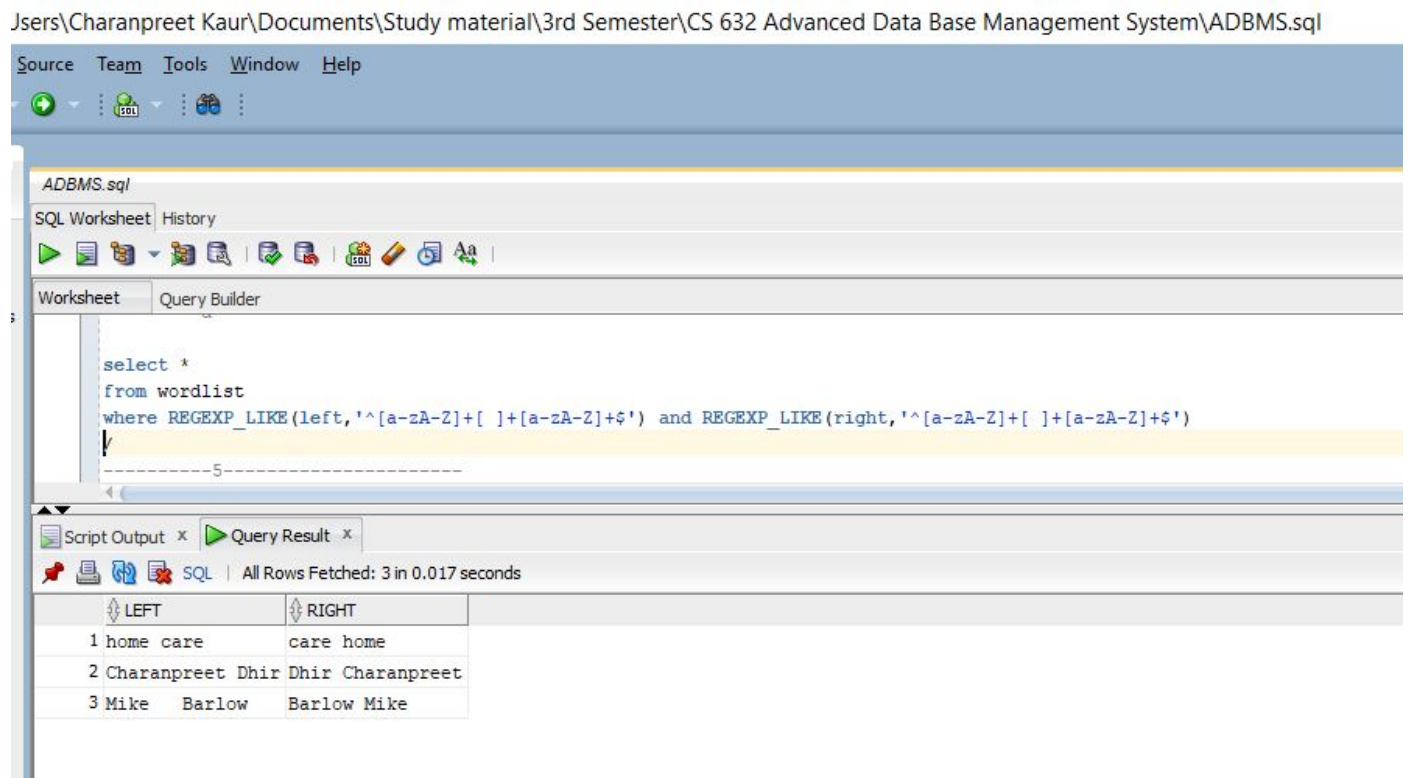 Jsers\Charanpreet Kaur\Documents\Study material\3rd Semester\CS 632 Advanced Data Base Management System\ADBMS.sql
Source Team Tools Window Help
ADBMS.sql
SQL Worksheet History
Worksheet Query Builder
select *
from wordlist
where REGEXP_LIKE(left,'^[a-zA-Z]+[ ]+[a-zA-Z]+$') and REGEXP_LIKE(right,'^[a-zA-Z]+[ ]+[a-zA-Z]+$')
/
----------5----------------------
Script Output x Query Result x
SQL | All Rows Fetched: 3 in 0.017 seconds
LEFT RIGHT
1 home care care home
2 Charanpreet Dhir Dhir Charanpreet
3 Mike   Barlow Barlow Mike